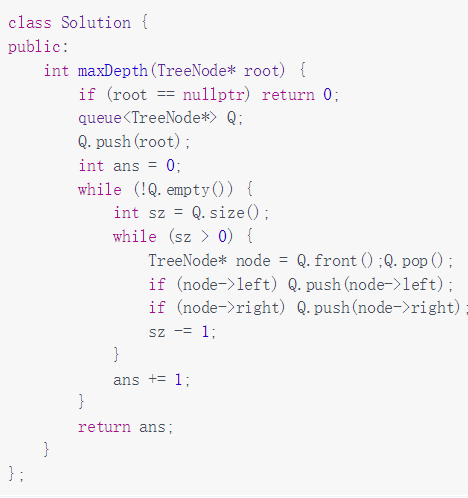 class Solution {
public:
    int maxDepth(TreeNode* root) {
        if (root == nullptr) return 0;
        queue<TreeNode*> Q;
        Q.push(root);
        int ans = 0;
        while (!Q.empty()) {
            int sz = Q.size();
            while (sz > 0) {
                TreeNode* node = Q.front();Q.pop();
                if (node->left) Q.push(node->left);
                if (node->right) Q.push(node->right);
                sz -= 1;
            }
            ans += 1;
        }
        return ans;
    }
};